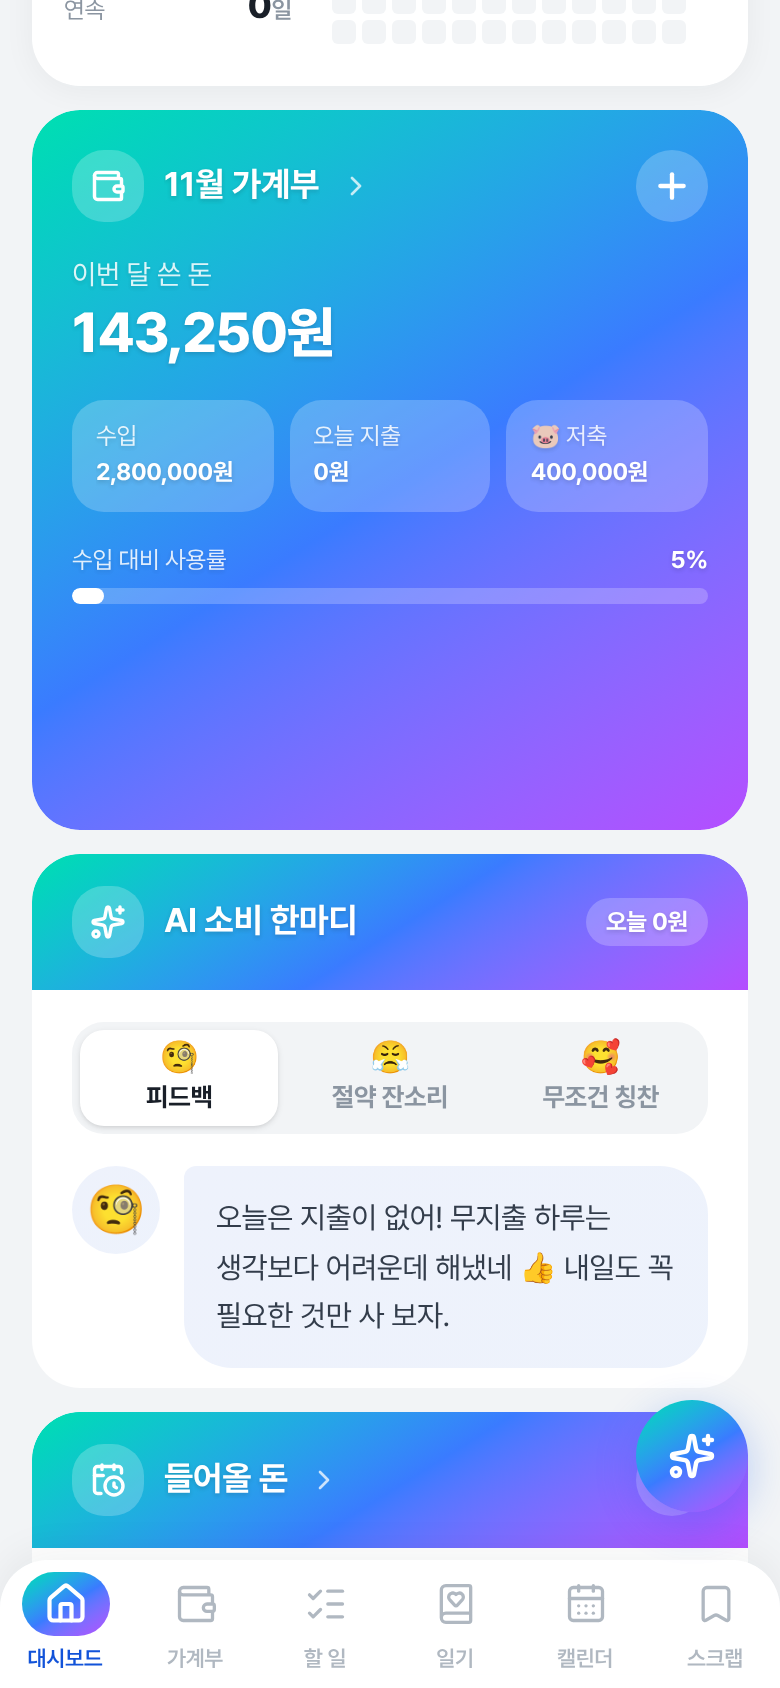 연속 0일
11월 가계부
이번 달 쓴 돈
143,250원
수입 오늘 지출 🐷 저축
2,800,000원 0원 400,000원
수입 대비 사용률 5%
AI 소비 한마디 오늘 0원
🧐 😤 🥰
피드백 절약 잔소리 무조건 칭찬
오늘은 지출이 없어! 무지출 하루는
생각보다 어려운데 해냈네 👍 내일도 꼭
필요한 것만 사 보자.
들어올 돈
대시보드 가계부 할 일 일기 캘린더 스크랩